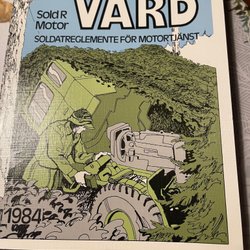 SoldR
Motor
VÅRD
SOLDATREGLEMENTE FÖR MOTORTJÄNST
1984